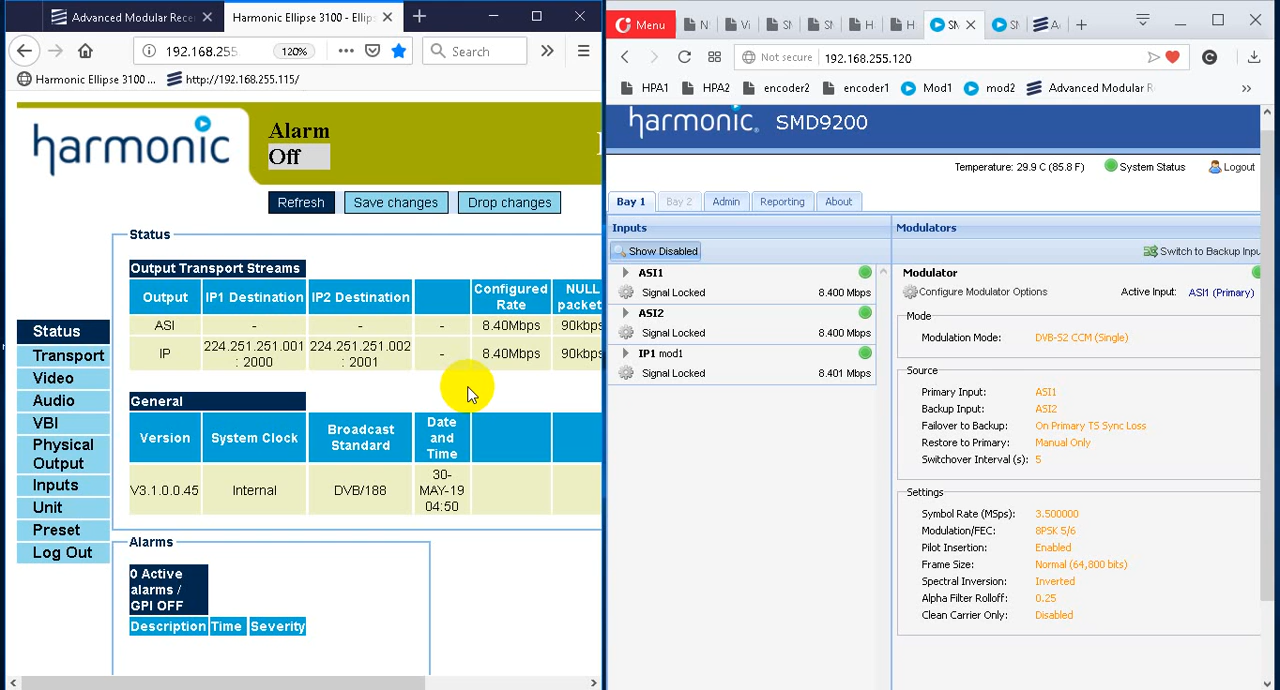 Advanced Modular Rece
Harmonic Ellipse 3100 - Ellip
192.168.255
120%
Search
Harmonic Ellipse 3100 ...
http://192.168.255.115/
harmonic
Alarm
Off
Refresh
Save changes
Drop changes
Status
Transport
Video
Audio
VBI
Physical
Output
Inputs
Unit
Preset
Log Out
Status
Output Transport Streams
Output IP1 Destination IP2 Destination Configured Rate NULL packets
ASI - - - 8.40Mbps 90kbps
IP 224.251.251.001 : 2000 224.251.251.002 : 2001 - 8.40Mbps 90kbps
General
Version System Clock Broadcast Standard Date and Time
V3.1.0.0.45 Internal DVB/188 30-MAY-19 04:50
Alarms
0 Active
alarms /
GPI OFF
Description Time Severity
Menu
N
Vi
SM
SM
H
H
SM
SM
A
Not secure
192.168.255.120
HPA1 HPA2 encoder2 encoder1 Mod1 mod2 Advanced Modular R
harmonic SMD9200
Temperature: 29.9 C (85.8 F) System Status Logout
Bay 1 Bay 2 Admin Reporting About
Inputs
Show Disabled
ASI1
Signal Locked 8.400 Mbps
ASI2
Signal Locked 8.400 Mbps
IP1 mod1
Signal Locked 8.401 Mbps
Modulators
Switch to Backup Inpu
Modulator
Configure Modulator Options Active Input: ASI1 (Primary)
Mode
Modulation Mode: DVB-S2 CCM (Single)
Source
Primary Input: ASI1
Backup Input: ASI2
Failover to Backup: On Primary TS Sync Loss
Restore to Primary: Manual Only
Switchover Interval (s): 5
Settings
Symbol Rate (MSps): 3.500000
Modulation/FEC: 8PSK 5/6
Pilot Insertion: Enabled
Frame Size: Normal (64,800 bits)
Spectral Inversion: Inverted
Alpha Filter Rolloff: 0.25
Clean Carrier Only: Disabled